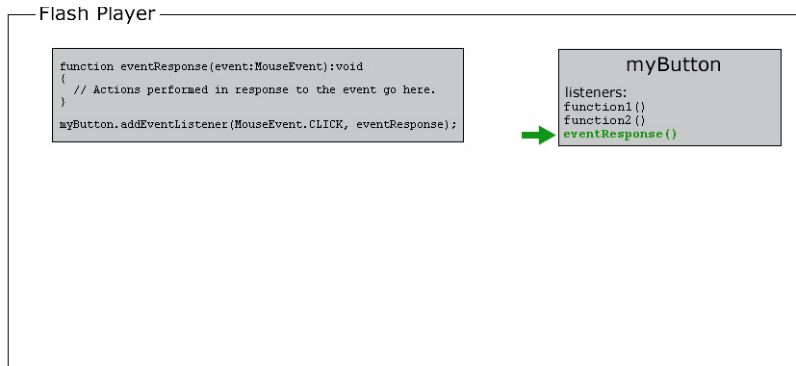 Flash Player
function eventResponse(event:MouseEvent):void
{
// Actions performed in response to the event go here.
}
myButton.addEventListener(MouseEvent.CLICK, eventResponse);
myButton
listeners:
function1()
function2()
eventResponse()